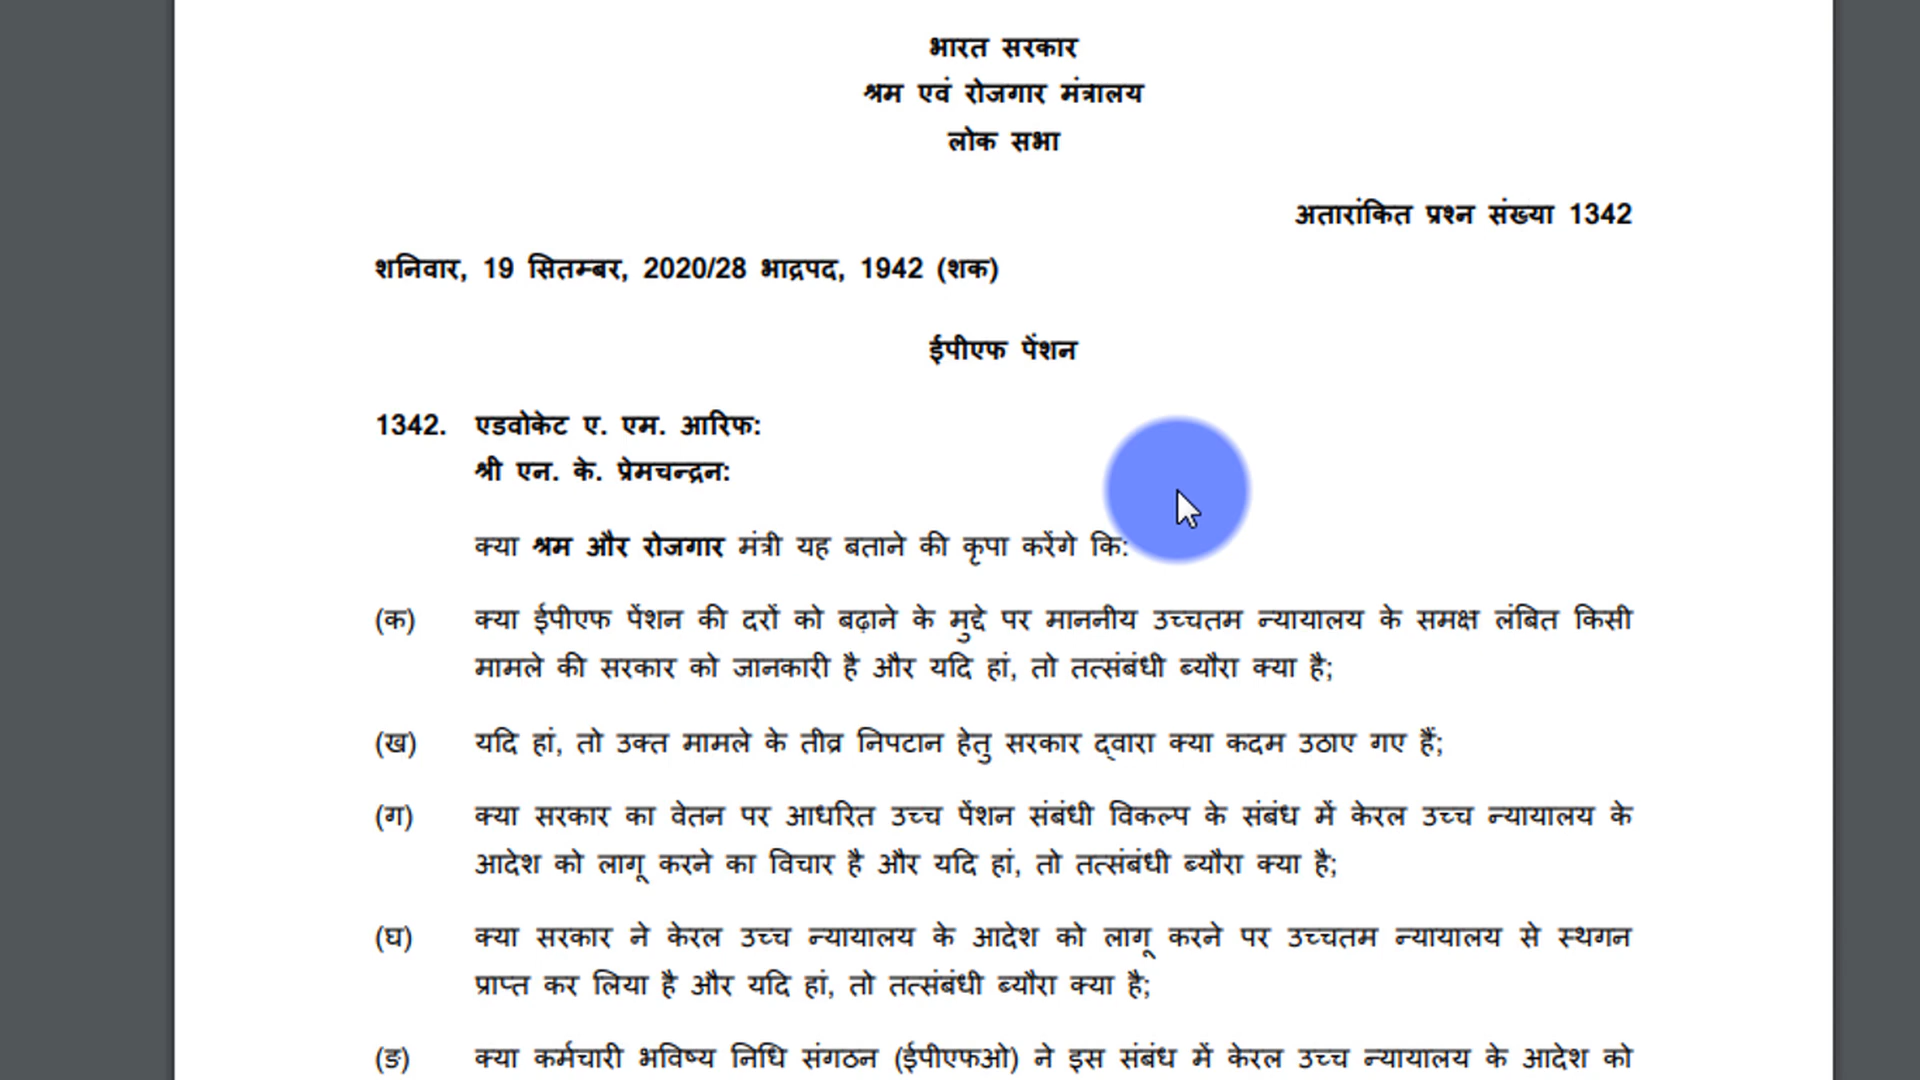 भारत सरकार
श्रम एवं रोजगार मंत्रालय
लोक सभा
अतारांकित प्रश्न संख्या 1342
शनिवार, 19 सितम्बर, 2020/28 भाद्रपद, 1942 (शक)
ईपीएफ पेंशन
1342. एडवोकेट ए. एम. आरिफ:
श्री एन. के. प्रेमचन्द्रन:
क्या श्रम और रोजगार मंत्री यह बताने की कृपा करेंगे कि:
(क) क्या ईपीएफ पेंशन की दरों को बढ़ाने के मुद्दे पर माननीय उच्चतम न्यायालय के समक्ष लंबित किसी
मामले की सरकार को जानकारी है और यदि हां, तो तत्संबंधी ब्यौरा क्या है;
(ख) यदि हां, तो उक्त मामले के तीव्र निपटान हेतु सरकार द्वारा क्या कदम उठाए गए हैं;
(ग) क्या सरकार का वेतन पर आधरित उच्च पेंशन संबंधी विकल्प के संबंध में केरल उच्च न्यायालय के
आदेश को लागू करने का विचार है और यदि हां, तो तत्संबंधी ब्यौरा क्या है;
(घ) क्या सरकार ने केरल उच्च न्यायालय के आदेश को लागू करने पर उच्चतम न्यायालय से स्थगन
प्राप्त कर लिया है और यदि हां, तो तत्संबंधी ब्यौरा क्या है;
(ङ) क्या कर्मचारी भविष्य निधि संगठन (ईपीएफओ) ने इस संबंध में केरल उच्च न्यायालय के आदेश को